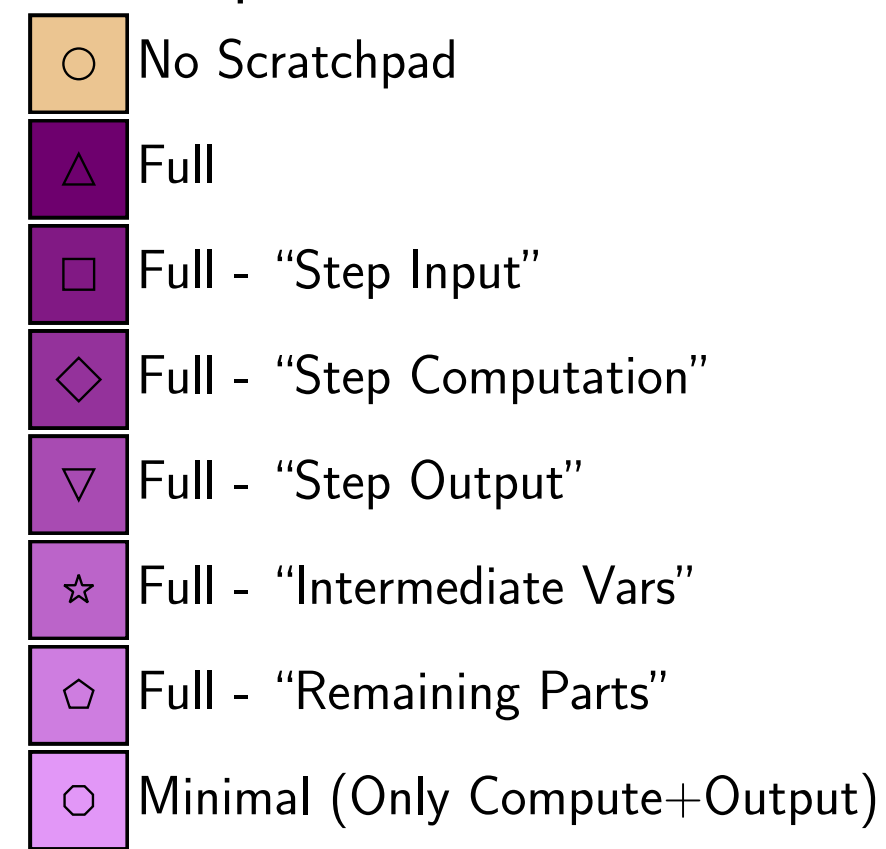 No Scratchpad
Full
Full - “Step Input”
Full - “Step Computation”
Full - “Step Output”
Full - “Intermediate Vars”
Full - “Remaining Parts”
Minimal (Only Compute+Output)